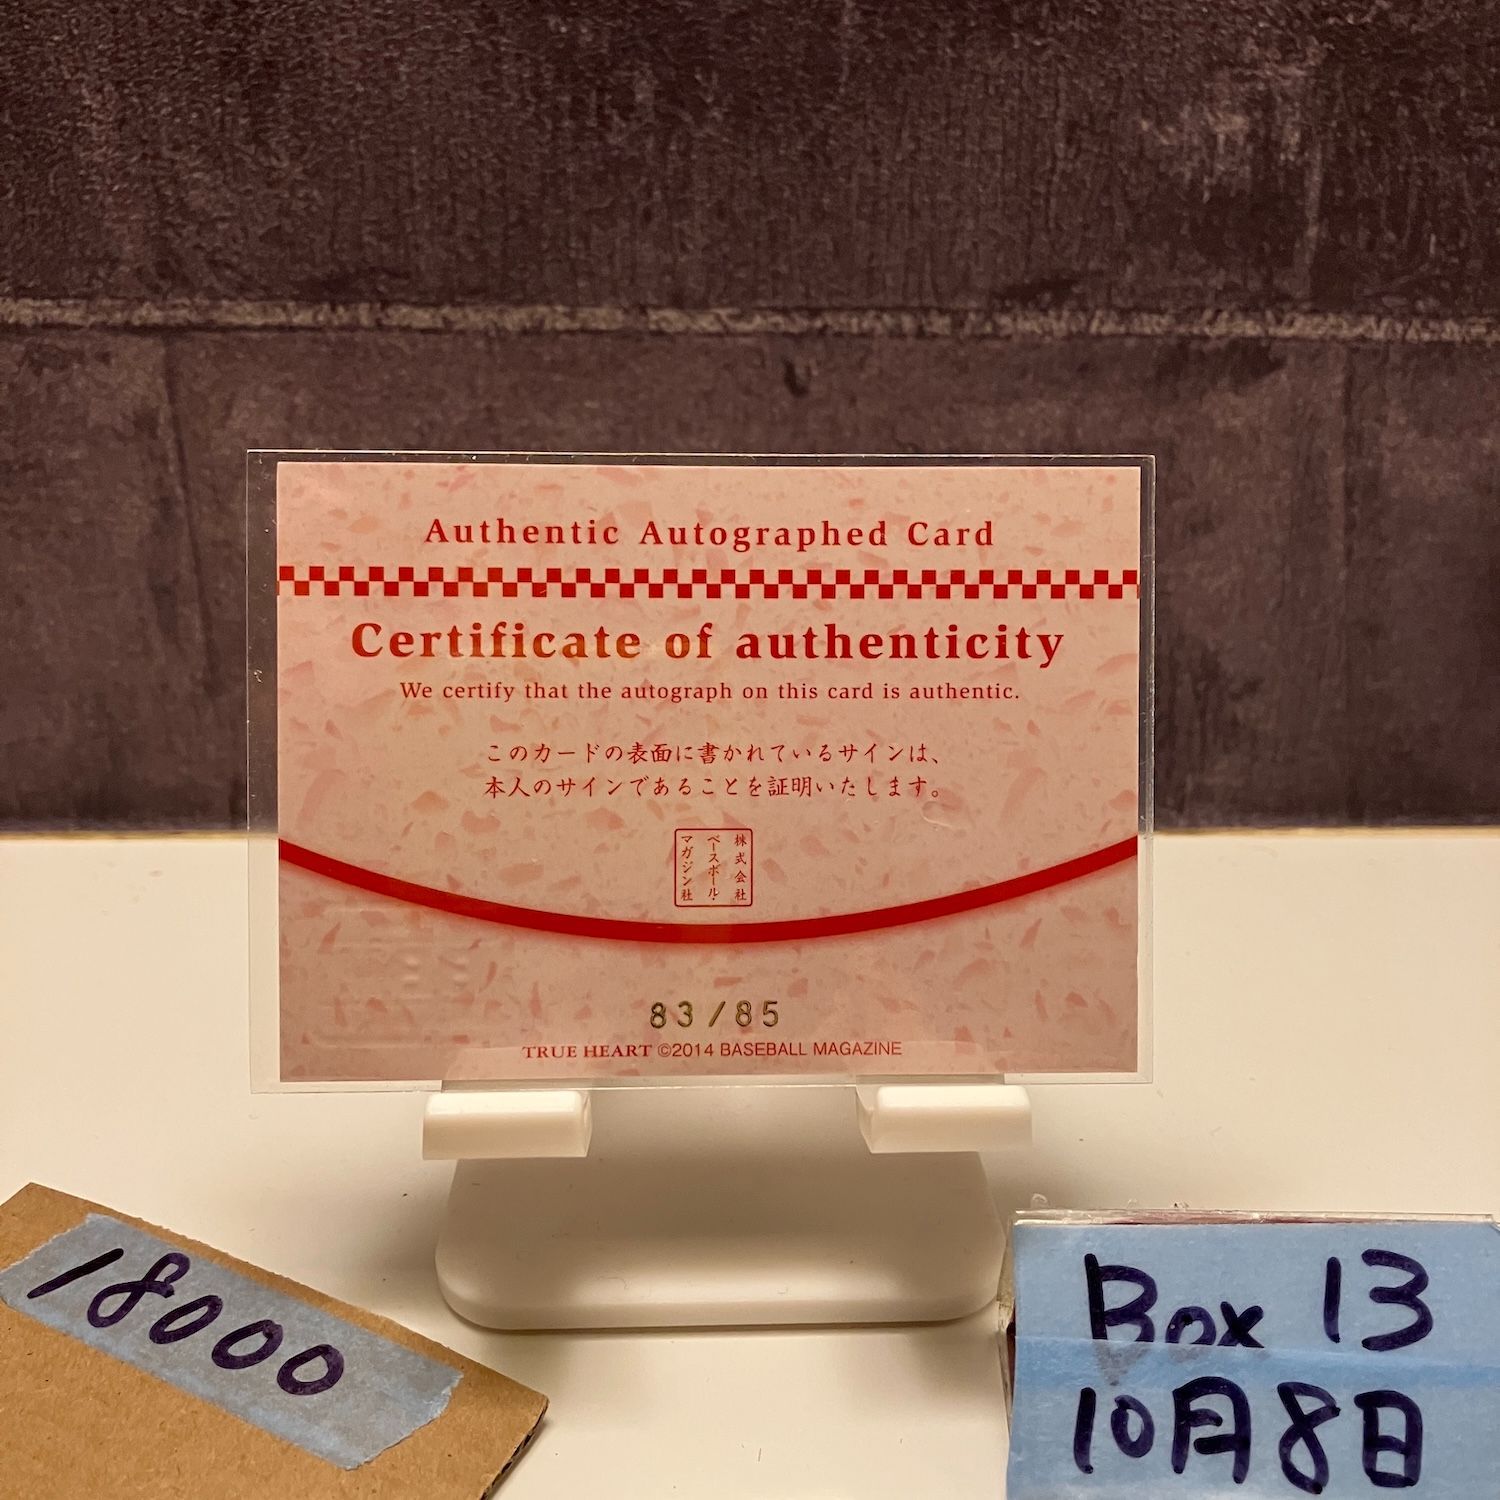 Authentic Autographed Card
Certificate of authenticity
We certify that the autograph on this card is authentic.
このカードの表面に書かれているサインは、
本人のサインであることを証明いたします。
株式会社
ベースボール・
マガジン社
83/85
TRUE HEART ©2014 BASEBALL MAGAZINE
18000
Box 13
10月8日